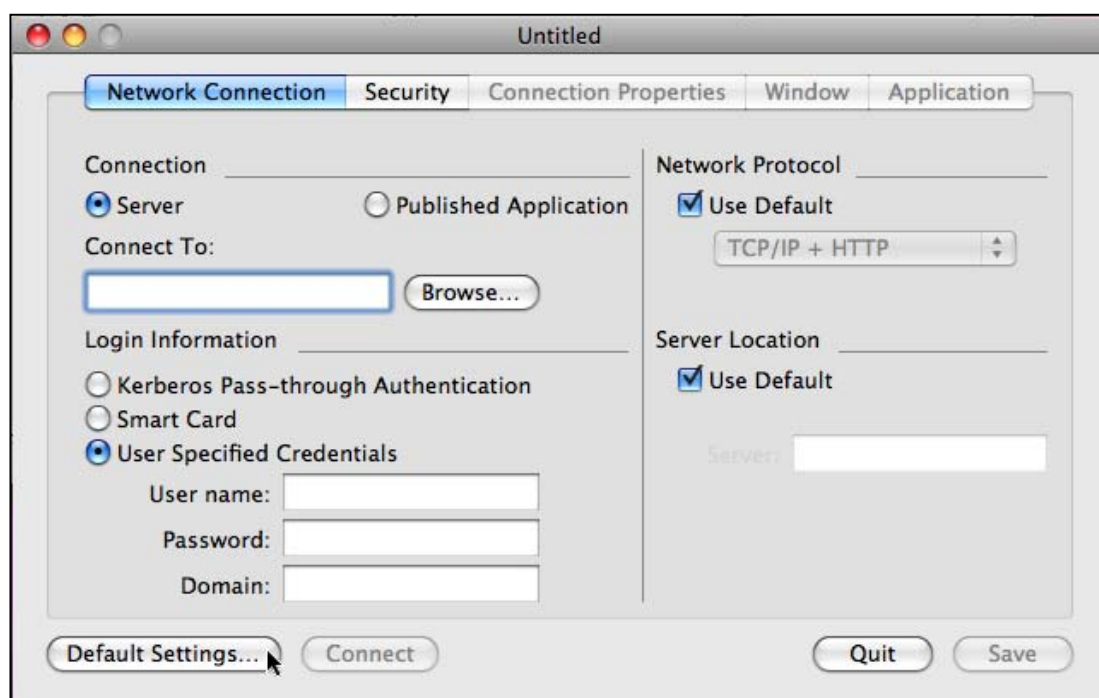 Untitled
Network Connection Security Connection Properties Window Application
Connection
Server Published Application
Connect To:
Browse...
Login Information
Kerberos Pass-through Authentication
Smart Card
User Specified Credentials
User name:
Password:
Domain:
Network Protocol
Use Default
TCP/IP + HTTP
Server Location
Use Default
Server:
Default Settings... Connect Quit Save